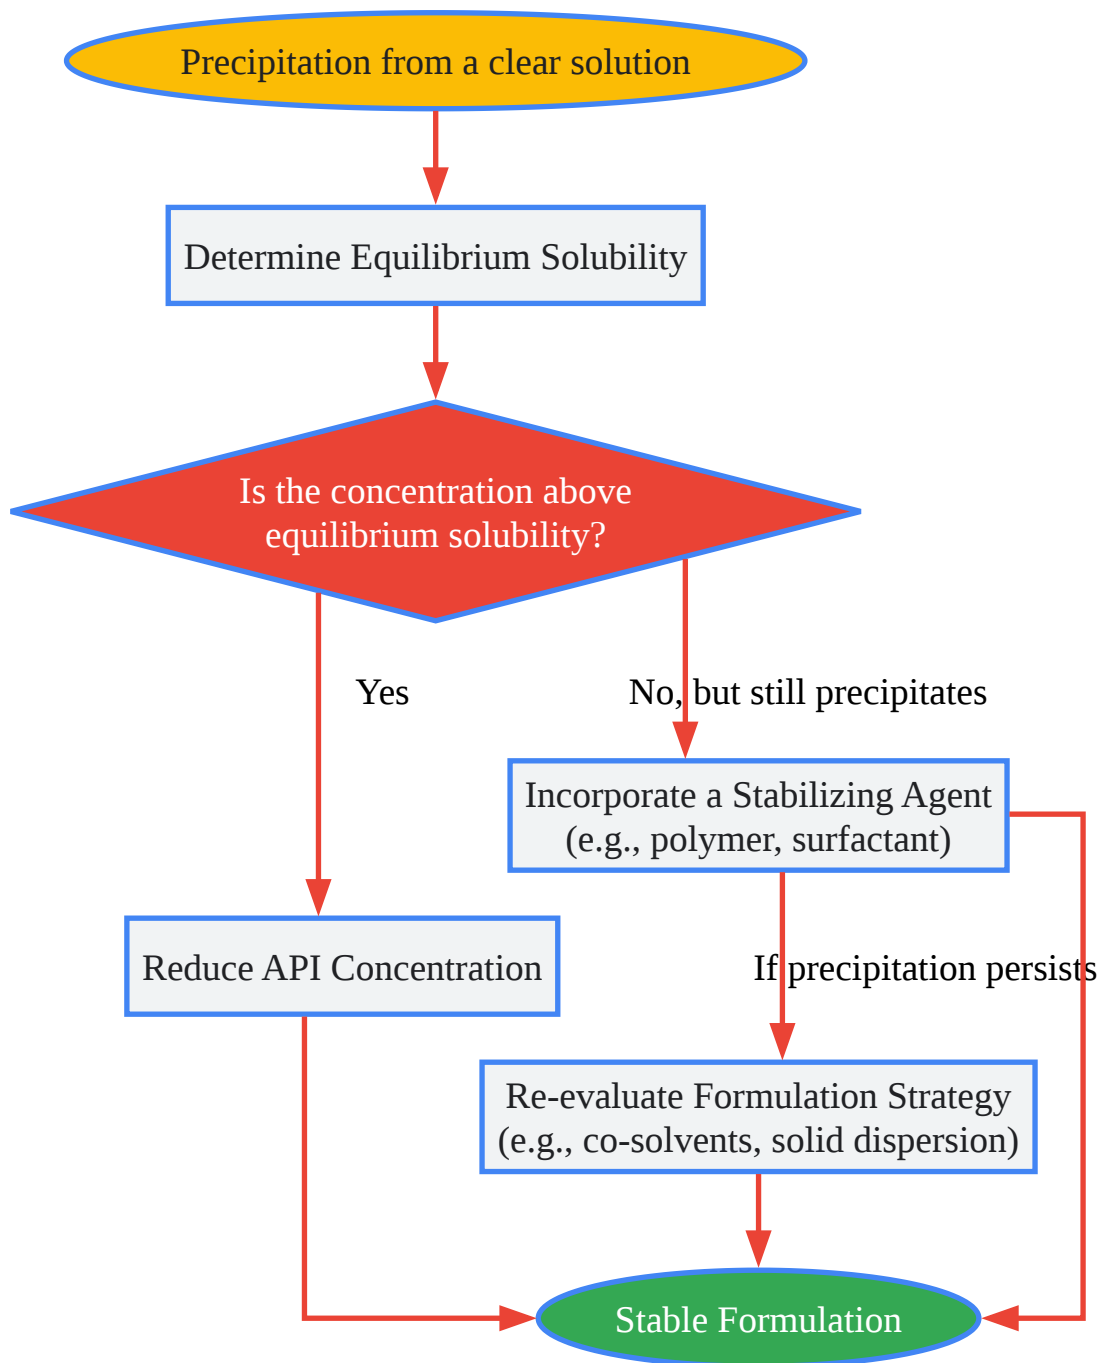 Precipitation from a clear solution
Determine Equilibrium Solubility
Is the concentration above
equilibrium solubility?
Yes
No, but still precipitates
Incorporate a Stabilizing Agent
(e.g., polymer, surfactant)
Reduce API Concentration
If precipitation persists
Re-evaluate Formulation Strategy
(e.g., co-solvents, solid dispersion)
Stable Formulation